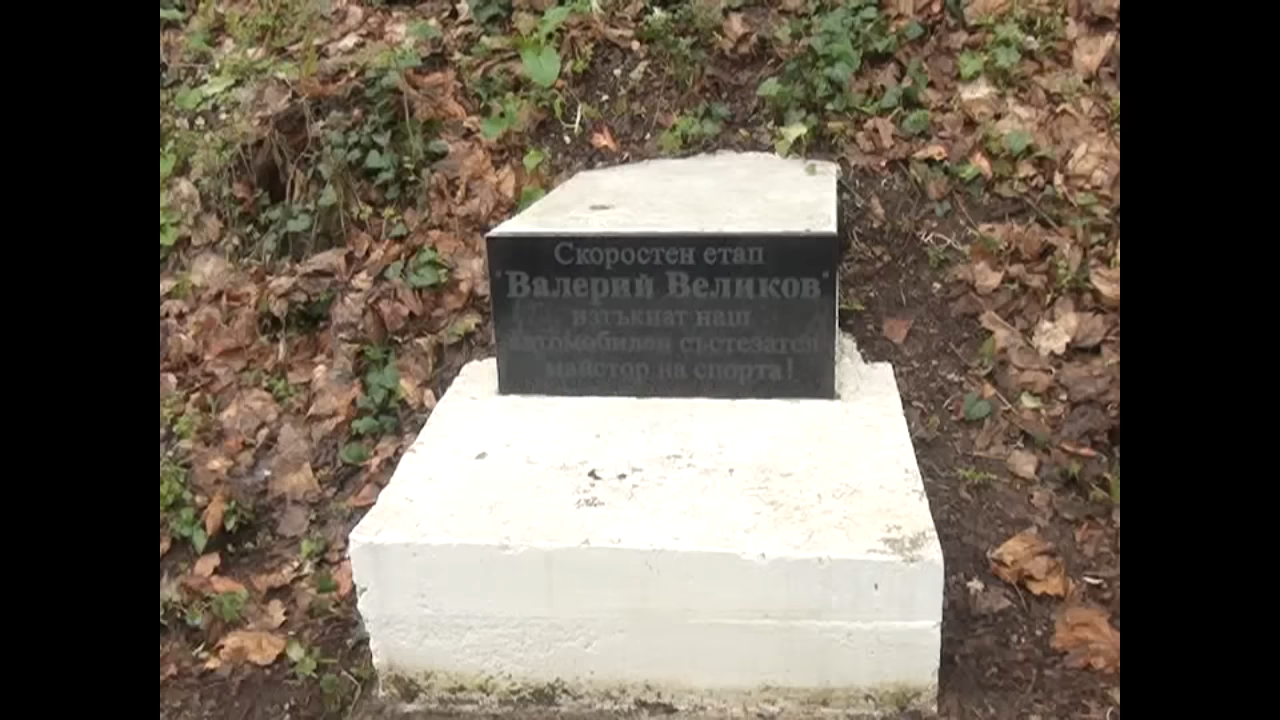 Скоростен етап
"Валерий Великов"
изтъкнат наш
автомобилен състезател
майстор на спорта!